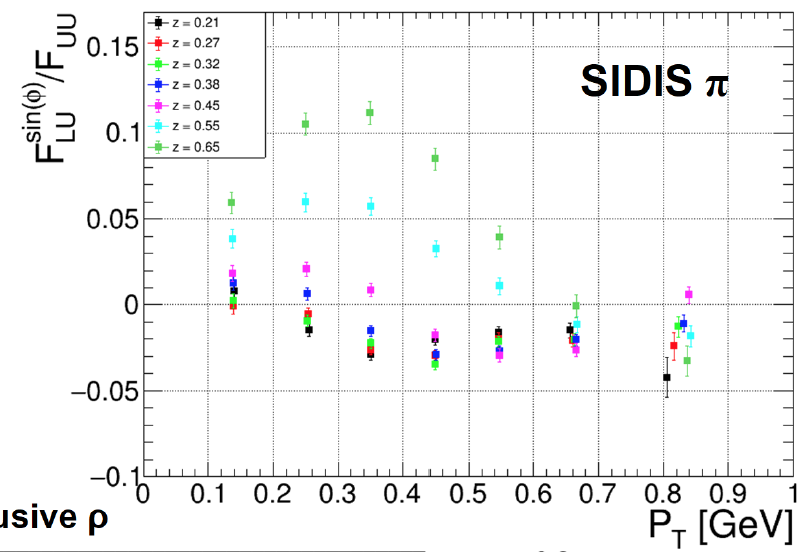 z = 0.21
z = 0.27
z = 0.32
z = 0.38
z = 0.45
z = 0.55
z = 0.65
SIDIS π
F_LU^sin(ϕ)/F_UU
0.15
0.1
0.05
0
−0.05
−0.1
0 0.1 0.2 0.3 0.4 0.5 0.6 0.7 0.8 0.9 1
P_T [GeV]
usive ρ